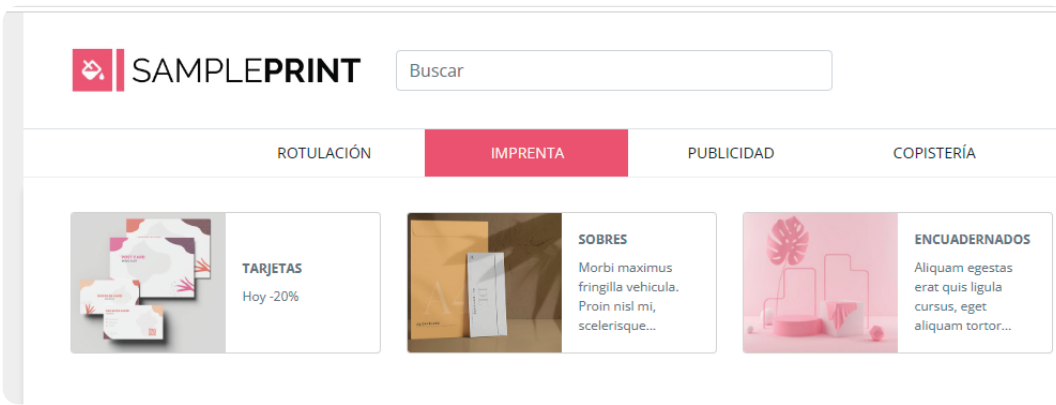 SAMPLEPRINT
Buscar
ROTULACIÓN
IMPRENTA
PUBLICIDAD
COPISTERÍA
TARJETAS
Hoy -20%
SOBRES
Morbi maximus
fringilla vehicula.
Proin nisl mi,
scelerisque...
ENCUADERNADOS
Aliquam egestas
erat quis ligula
cursus, eget
aliquam tortor...